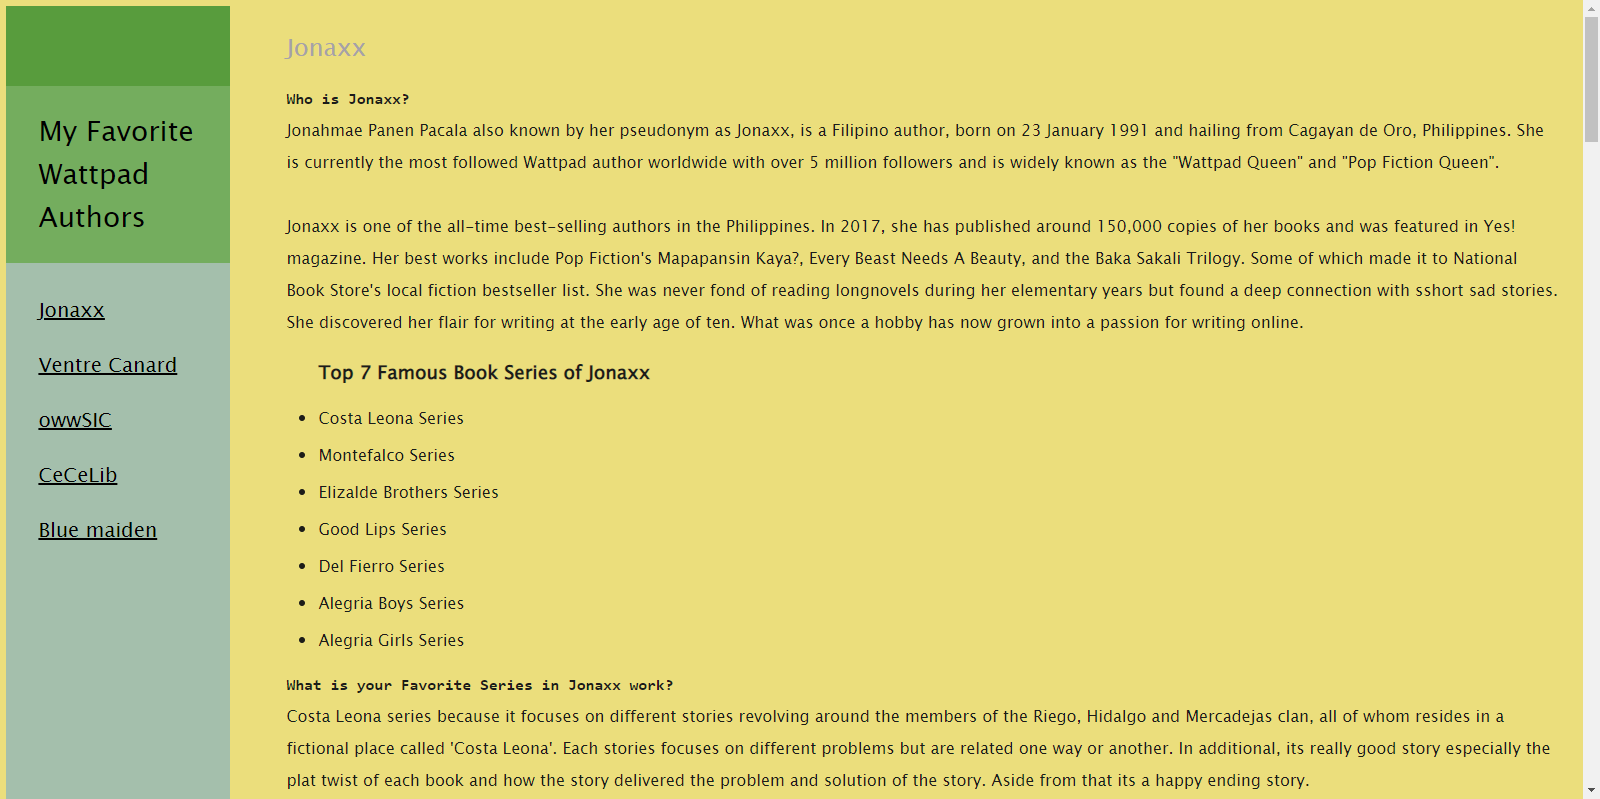 My Favorite
Wattpad
Authors
Jonaxx
Ventre Canard
owwSIC
CeCeLib
Blue maiden
Jonaxx
Who is Jonaxx?
Jonahmae Panen Pacala also known by her pseudonym as Jonaxx, is a Filipino author, born on 23 January 1991 and hailing from Cagayan de Oro, Philippines. She
is currently the most followed Wattpad author worldwide with over 5 million followers and is widely known as the "Wattpad Queen" and "Pop Fiction Queen".
Jonaxx is one of the all-time best-selling authors in the Philippines. In 2017, she has published around 150,000 copies of her books and was featured in Yes!
magazine. Her best works include Pop Fiction's Mapapansin Kaya?, Every Beast Needs A Beauty, and the Baka Sakali Trilogy. Some of which made it to National
Book Store's local fiction bestseller list. She was never fond of reading longnovels during her elementary years but found a deep connection with sshort sad stories.
She discovered her flair for writing at the early age of ten. What was once a hobby has now grown into a passion for writing online.
Top 7 Famous Book Series of Jonaxx
• Costa Leona Series
• Montefalco Series
• Elizalde Brothers Series
• Good Lips Series
• Del Fierro Series
• Alegria Boys Series
• Alegria Girls Series
What is your Favorite Series in Jonaxx work?
Costa Leona series because it focuses on different stories revolving around the members of the Riego, Hidalgo and Mercadejas clan, all of whom resides in a
fictional place called 'Costa Leona'. Each stories focuses on different problems but are related one way or another. In additional, its really good story especially the
plat twist of each book and how the story delivered the problem and solution of the story. Aside from that its a happy ending story.